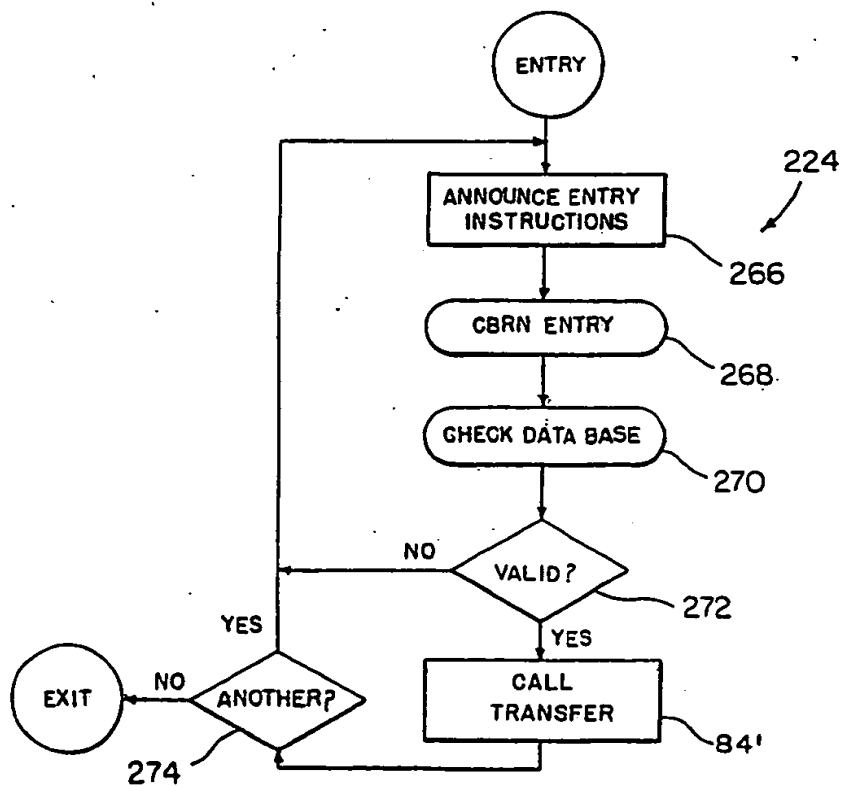 ENTRY
224
ANNOUNCE ENTRY
INSTRUCTIONS
266
CBRN ENTRY
268
CHECK DATA BASE
270
NO
VALID?
272
YES
YES
CALL
TRANSFER
84'
EXIT
NO
ANOTHER?
274